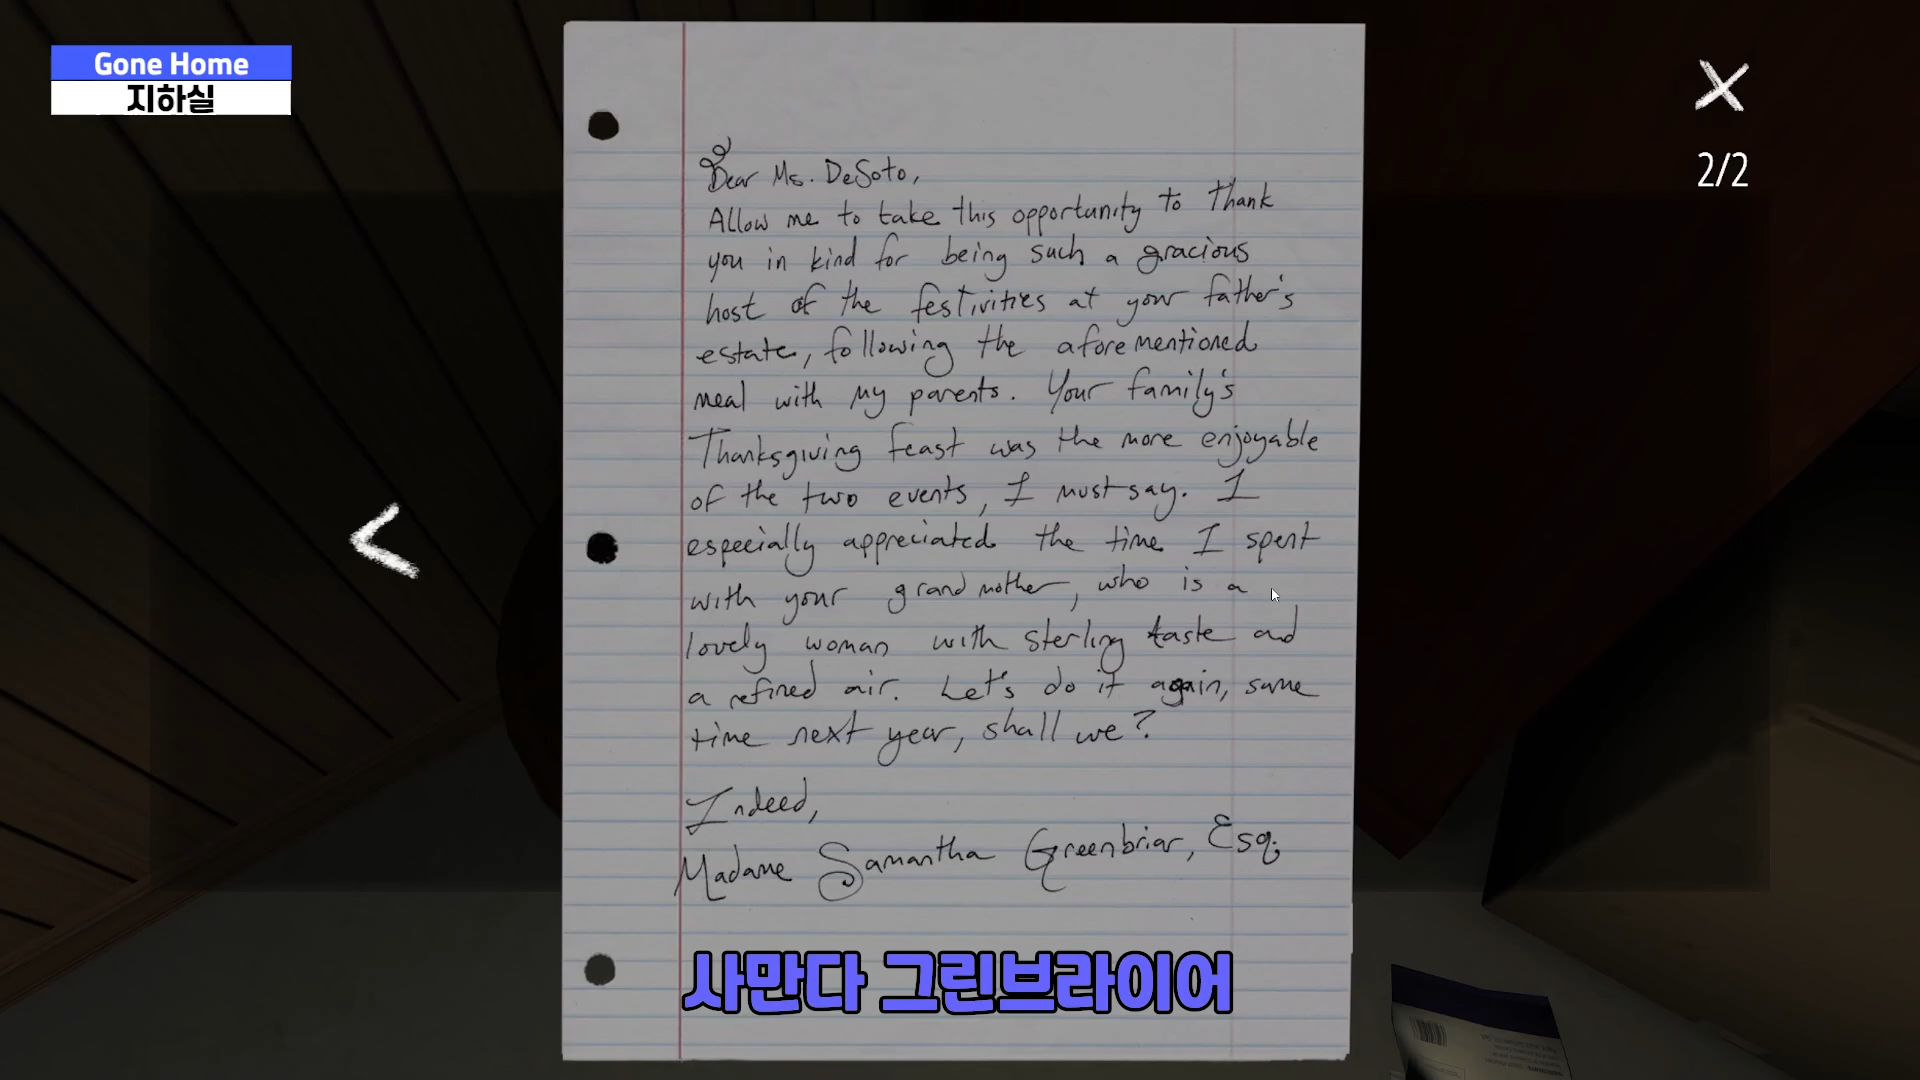 Gone Home
지하실
2/2
Dear Ms. DeSoto,
Allow me to take this opportunity to thank
you in kind for being such a gracious
host of the festivities at your father's
estate, following the aforementioned
meal with my parents. Your family's
Thanksgiving feast was the more enjoyable
of the two events, I must say. I
especially appreciated the time I spent
with your grandmother, who is a
lovely woman with sterling taste and
a refined air. Let's do it again, same
time next year, shall we?
Indeed,
Madame Samantha Greenbriar, Esq.
사만다 그린브라이어